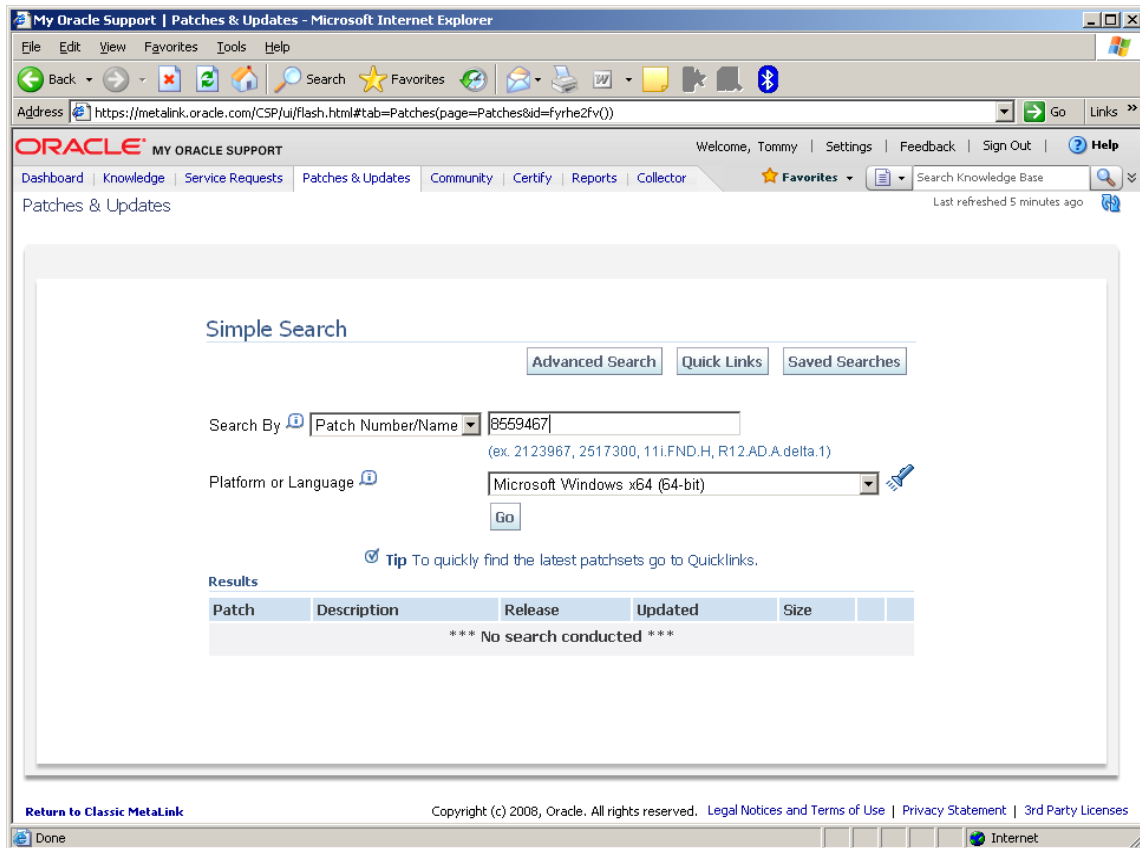 My Oracle Support | Patches & Updates - Microsoft Internet Explorer
File Edit View Favorites Tools Help
Back Search Favorites
Address https://metalink.oracle.com/CSP/ui/flash.html#tab=Patches(page=Patches&id=fyrhe2fv()) Go Links »
ORACLE MY ORACLE SUPPORT Welcome, Tommy | Settings | Feedback | Sign Out | Help
Dashboard | Knowledge | Service Requests | Patches & Updates | Community | Certify | Reports | Collector Favorites Search Knowledge Base
Patches & Updates Last refreshed 5 minutes ago
Simple Search
Advanced Search Quick Links Saved Searches
Search By Patch Number/Name 8559467
(ex. 2123967, 2517300, 11i.FND.H, R12.AD.A.delta.1)
Platform or Language Microsoft Windows x64 (64-bit)
Go
Tip To quickly find the latest patchsets go to Quicklinks.
Results
Patch Description Release Updated Size
*** No search conducted ***
Return to Classic MetaLink Copyright (c) 2008, Oracle. All rights reserved. Legal Notices and Terms of Use | Privacy Statement | 3rd Party Licenses
Done Internet